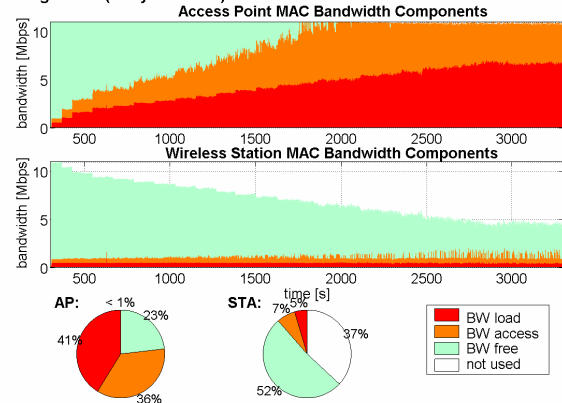 Access Point MAC Bandwidth Components
bandwidth [Mbps]
10
5
0
500 1000 1500 2000 2500 3000
Wireless Station MAC Bandwidth Components
bandwidth [Mbps]
10
5
0
500 1000 1500 2000 2500 3000
time [s]
AP: < 1% 23% 36% 41%
STA: 5% 7% 37% 52%
BW load
BW access
BW free
not used